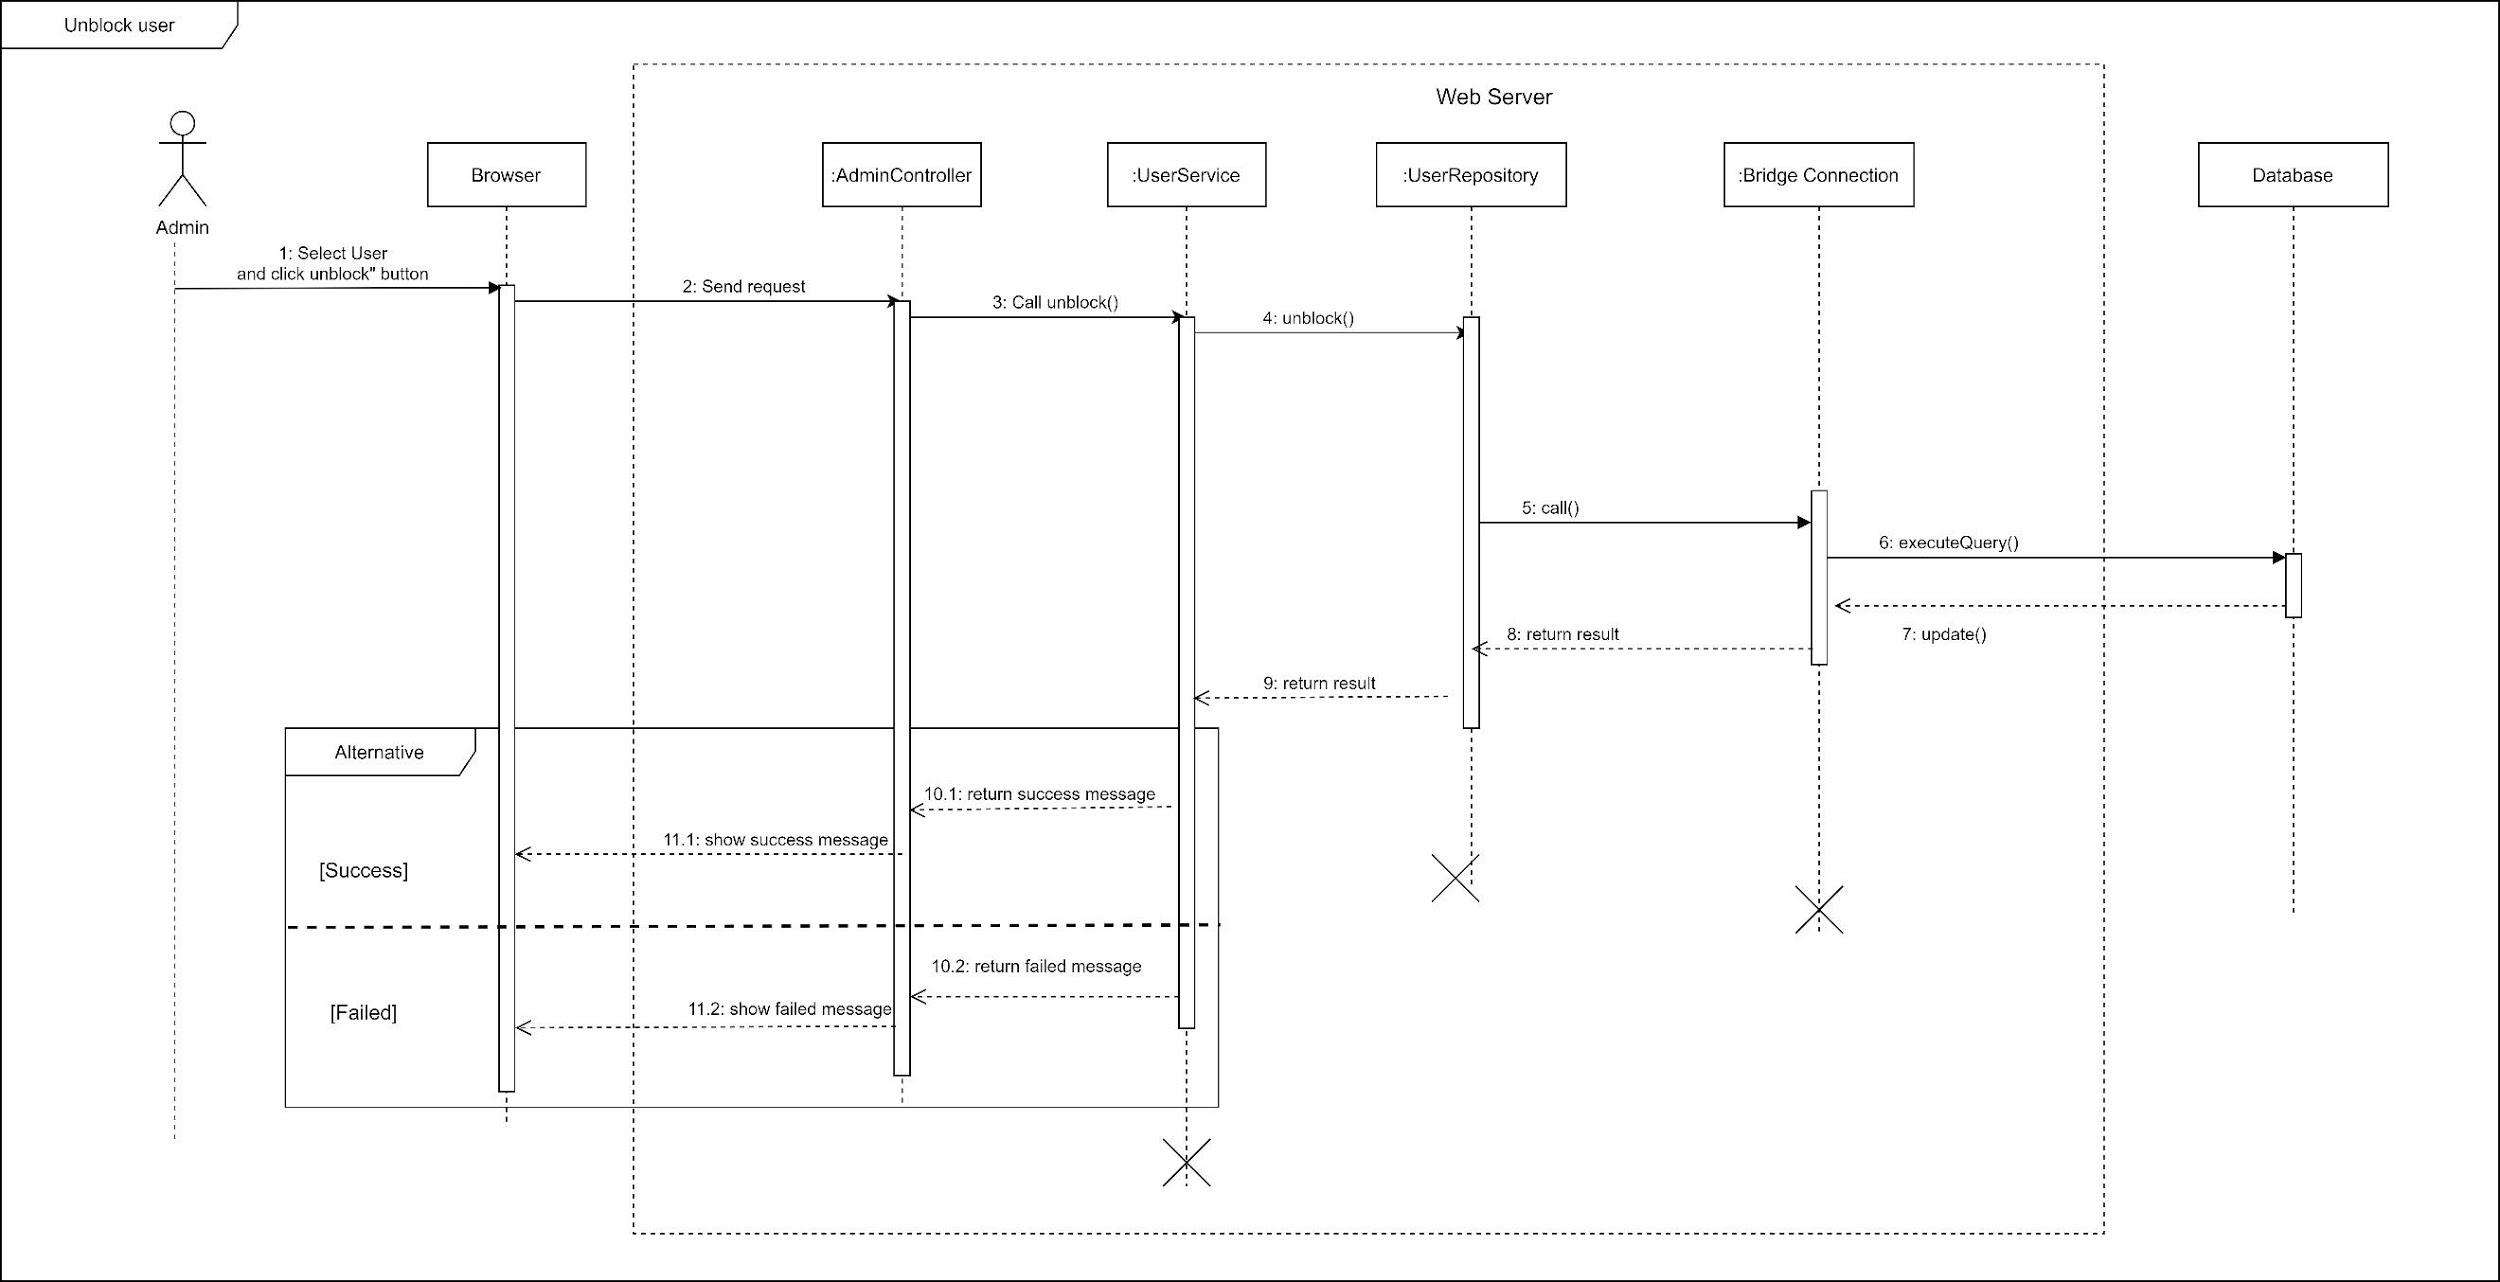 Unblock user
Web Server
Admin
Browser
:AdminController
:UserService
:UserRepository
:Bridge Connection
Database
1: Select User
and click unblock" button
2: Send request
3: Call unblock()
4: unblock()
5: call()
6: executeQuery()
7: update()
8: return result
9: return result
Alternative
10.1: return success message
11.1: show success message
[Success]
10.2: return failed message
11.2: show failed message
[Failed]